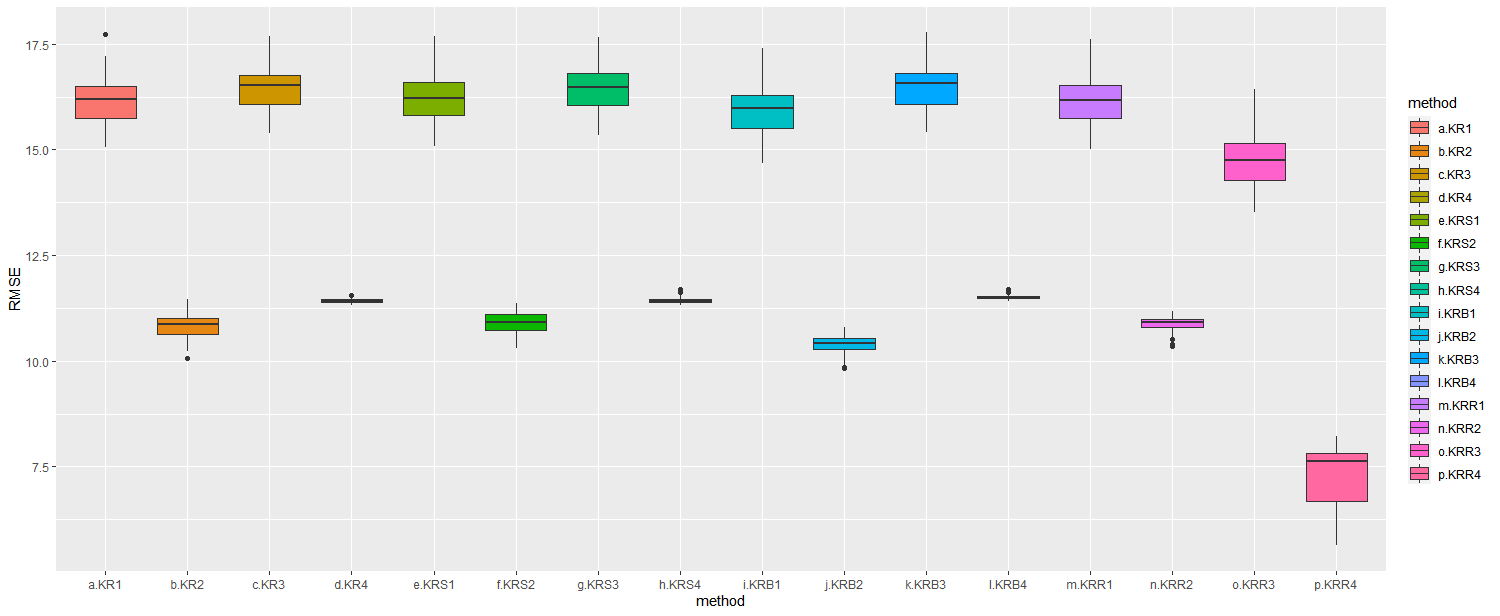 RMSE
17.5
15.0
12.5
10.0
7.5
a.KR1 b.KR2 c.KR3 d.KR4 e.KRS1 f.KRS2 g.KRS3 h.KRS4 i.KRB1 j.KRB2 k.KRB3 l.KRB4 m.KRR1 n.KRR2 o.KRR3 p.KRR4
method
method
a.KR1
b.KR2
c.KR3
d.KR4
e.KRS1
f.KRS2
g.KRS3
h.KRS4
i.KRB1
j.KRB2
k.KRB3
l.KRB4
m.KRR1
n.KRR2
o.KRR3
p.KRR4